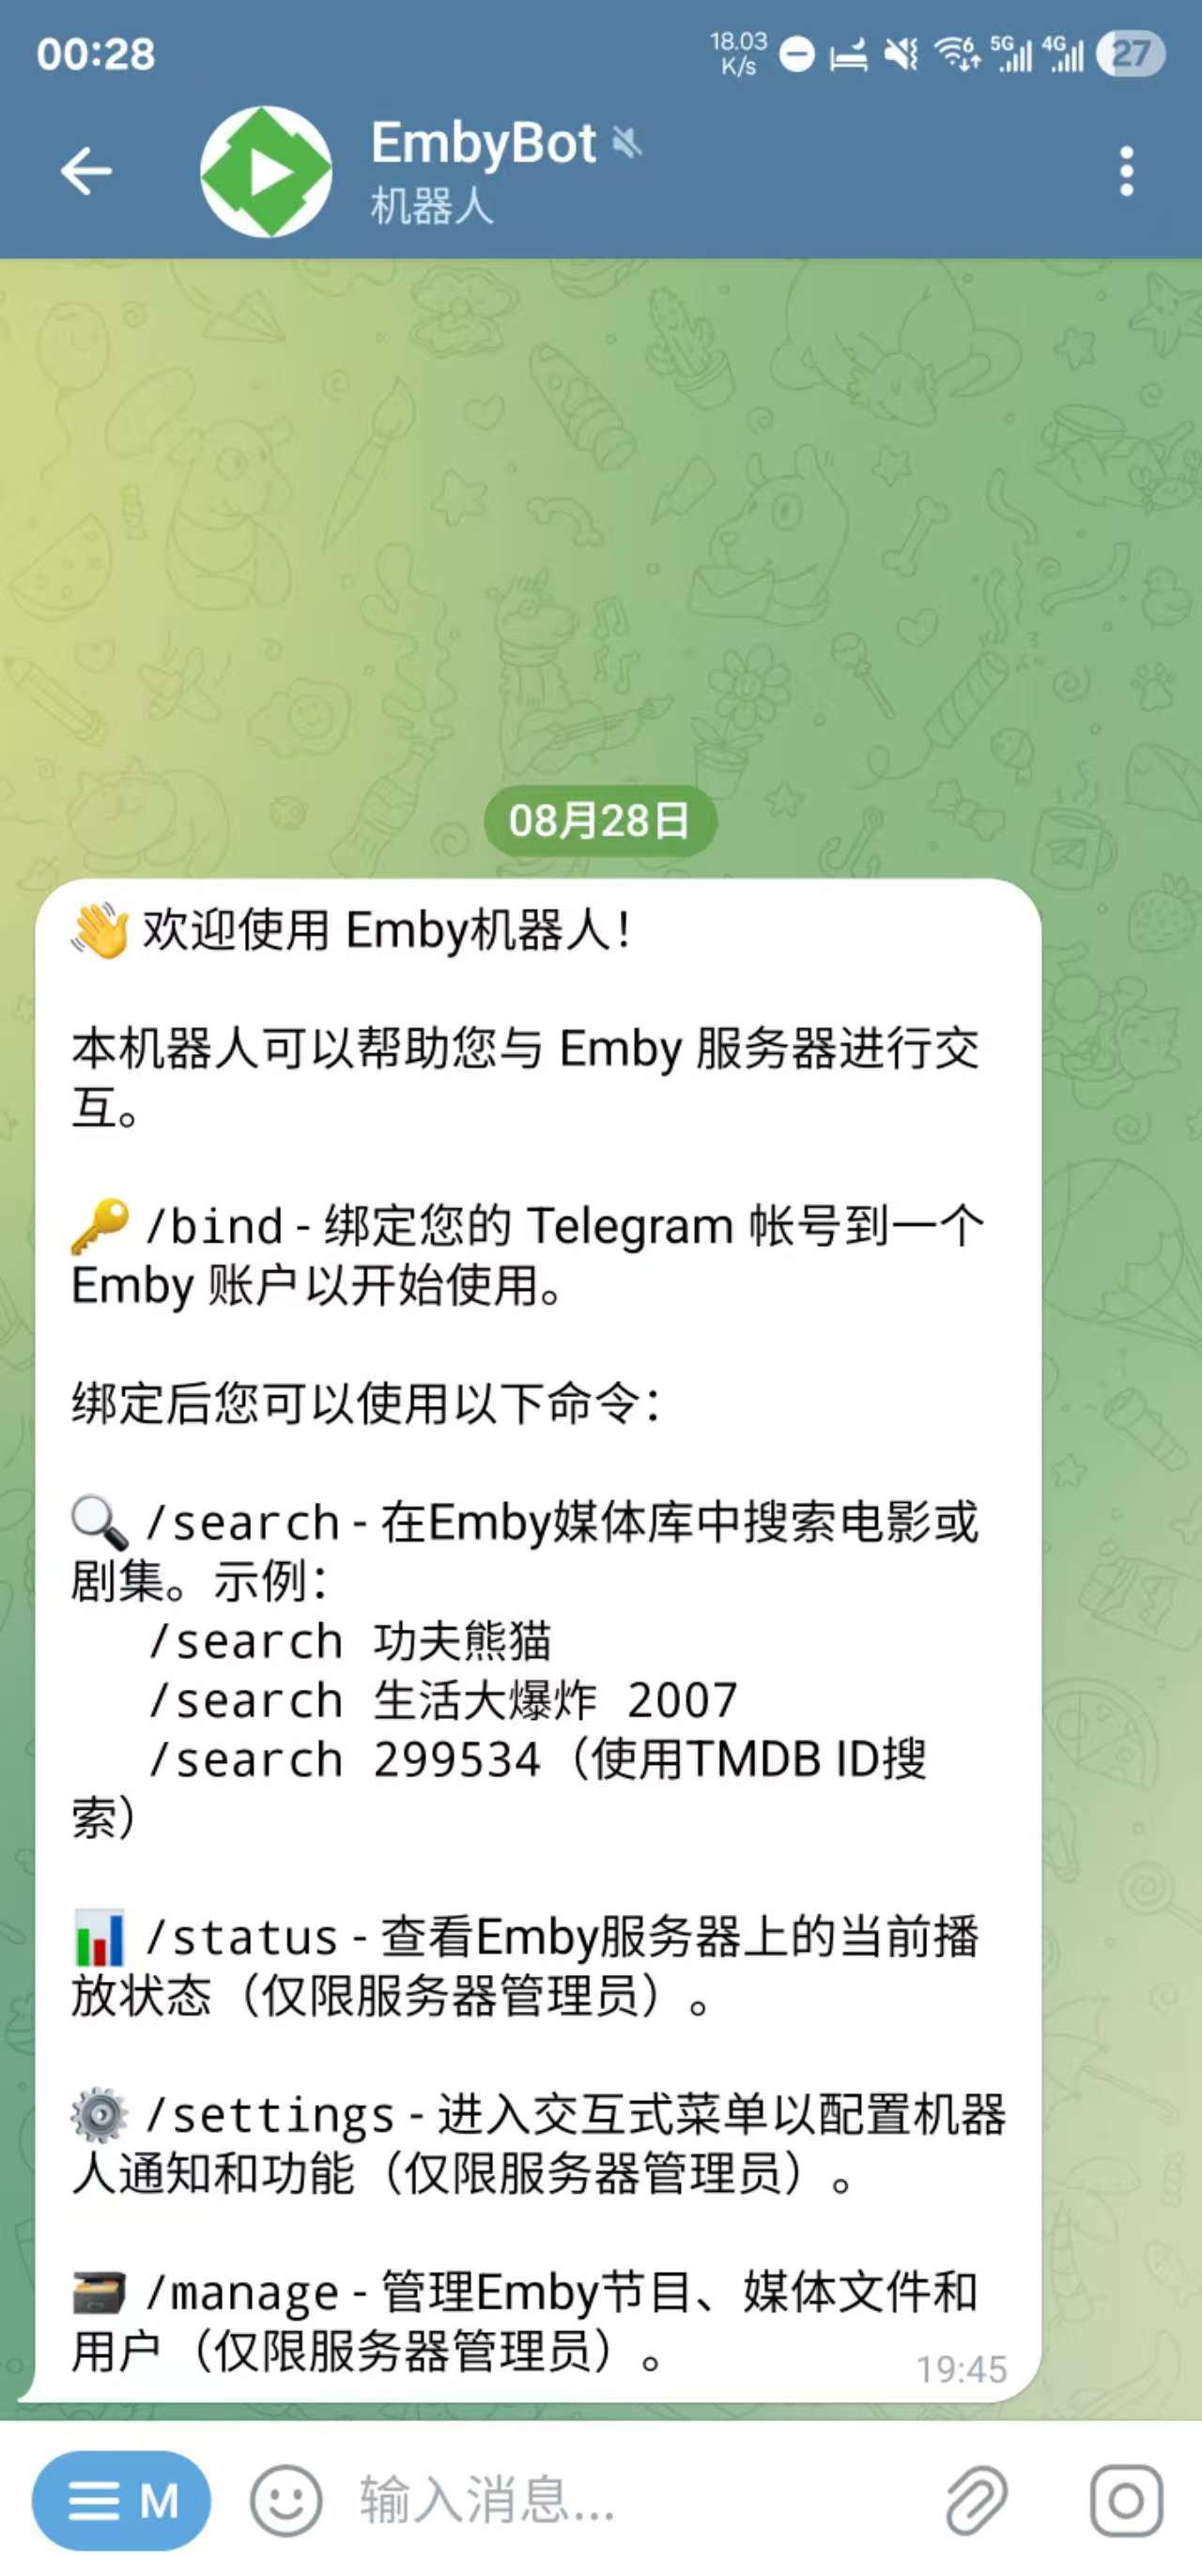 00:28
18.03
K/s
6
5G
4G
27
EmbyBot
机器人
08月28日
👋 欢迎使用 Emby机器人！
本机器人可以帮助您与 Emby 服务器进行交
互。
🔑 /bind - 绑定您的 Telegram 帐号到一个
Emby 账户以开始使用。
绑定后您可以使用以下命令：
🔍 /search - 在Emby媒体库中搜索电影或
剧集。示例：
/search 功夫熊猫
/search 生活大爆炸 2007
/search 299534（使用TMDB ID搜
索）
📊 /status - 查看Emby服务器上的当前播
放状态（仅限服务器管理员）。
⚙️ /settings - 进入交互式菜单以配置机器
人通知和功能（仅限服务器管理员）。
🗃️ /manage - 管理Emby节目、媒体文件和
用户（仅限服务器管理员）。
19:45
M
输入消息...